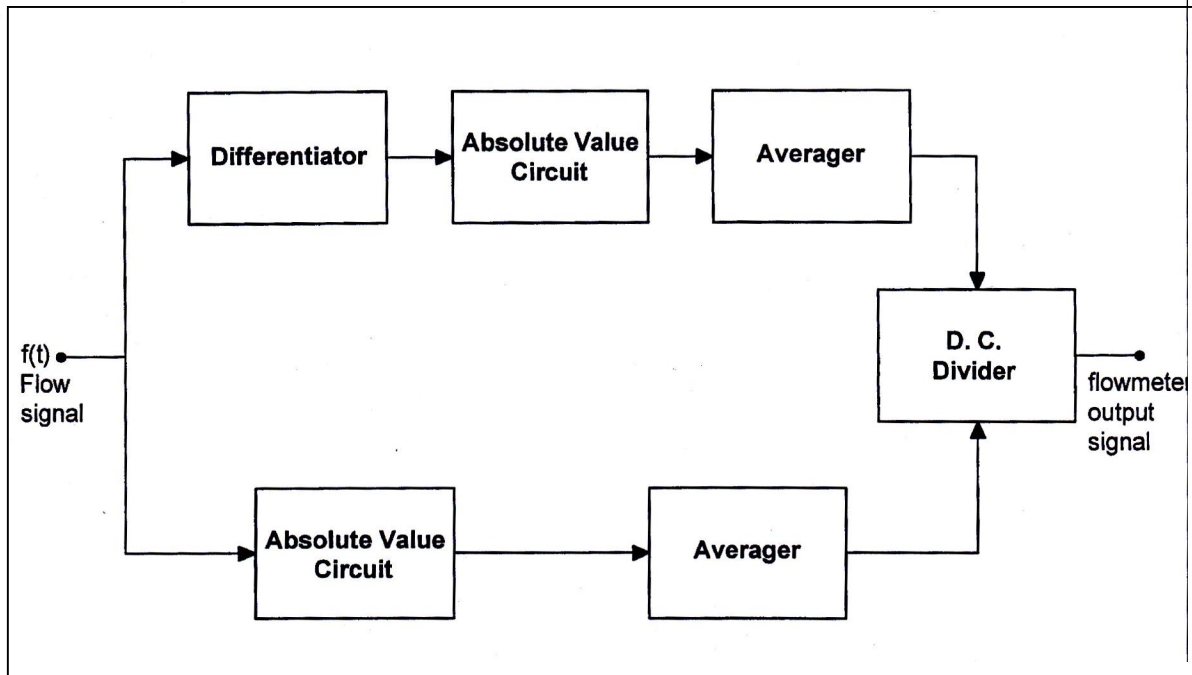 Differentiator
Absolute Value
Circuit
Averager
f(t)
Flow
signal
D. C.
Divider
flowmeter
output
signal
Absolute Value
Circuit
Averager